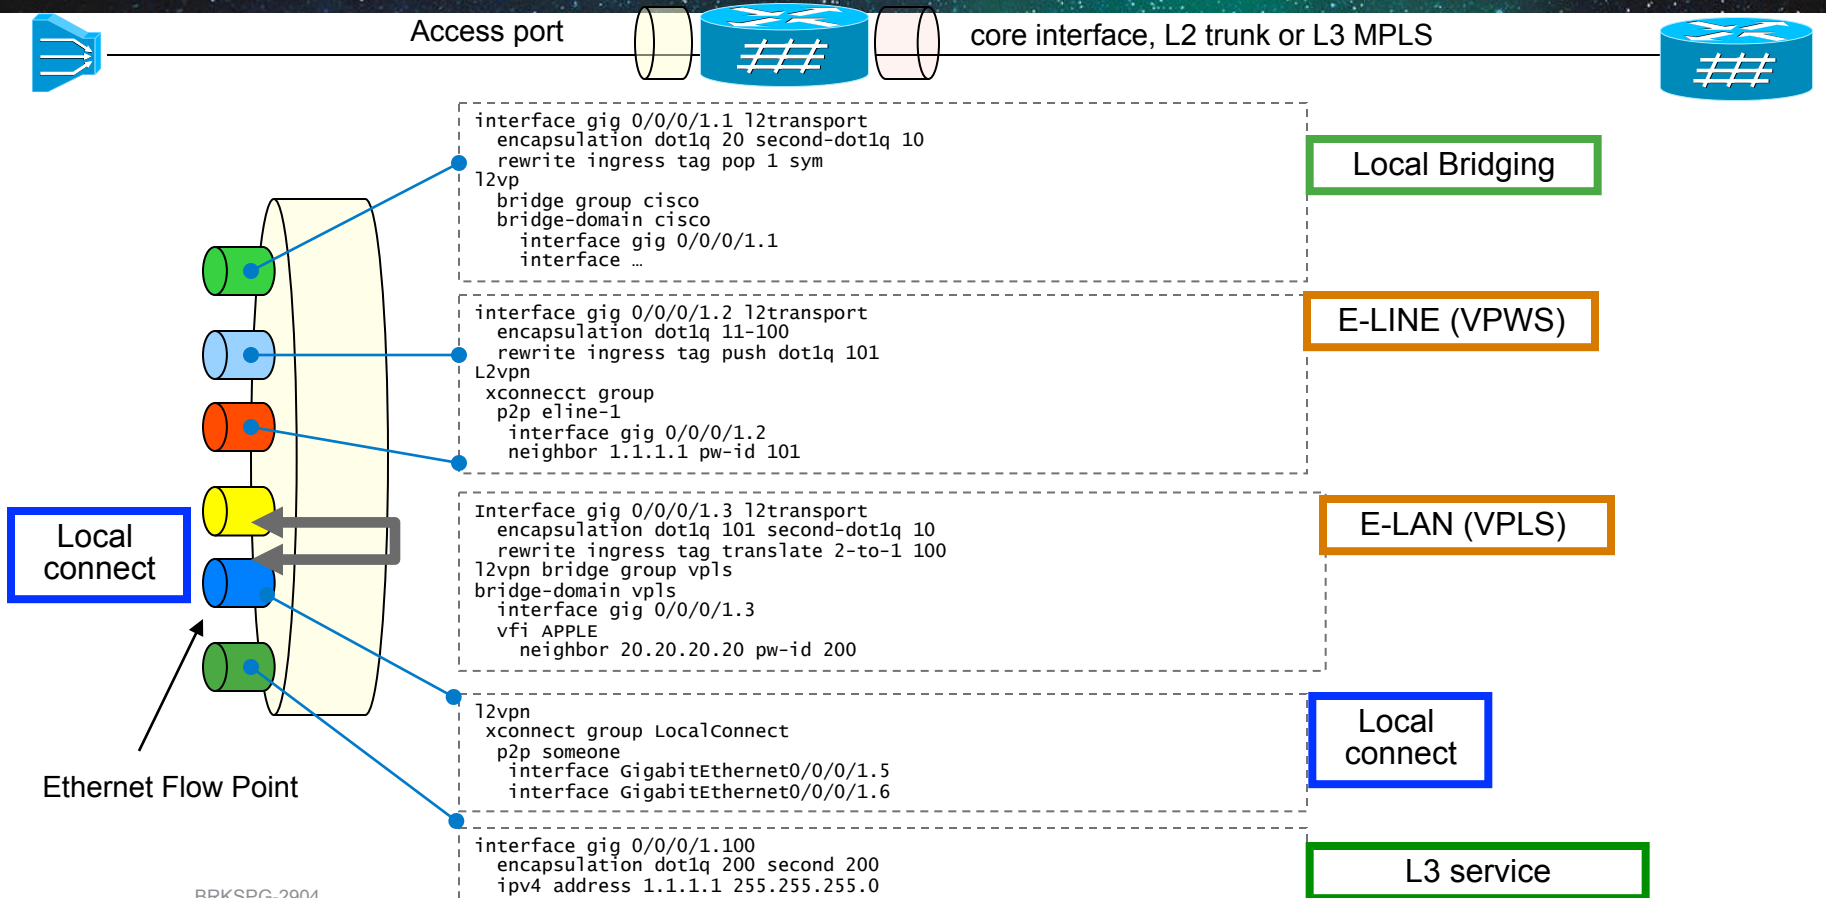 Access port
core interface, L2 trunk or L3 MPLS
interface gig 0/0/0/1.1 l2transport
encapsulation dot1q 20 second-dot1q 10
rewrite ingress tag pop 1 sym
l2vp
bridge group cisco
bridge-domain cisco
interface gig 0/0/0/1.1
interface …
Local Bridging
interface gig 0/0/0/1.2 l2transport
encapsulation dot1q 11-100
rewrite ingress tag push dot1q 101
L2vpn
xconnecct group
p2p eline-1
interface gig 0/0/0/1.2
neighbor 1.1.1.1 pw-id 101
E-LINE (VPWS)
Interface gig 0/0/0/1.3 l2transport
encapsulation dot1q 101 second-dot1q 10
rewrite ingress tag translate 2-to-1 100
l2vpn bridge group vpls
bridge-domain vpls
interface gig 0/0/0/1.3
vfi APPLE
neighbor 20.20.20.20 pw-id 200
E-LAN (VPLS)
Local
connect
l2vpn
xconnect group LocalConnect
p2p someone
interface GigabitEthernet0/0/0/1.5
interface GigabitEthernet0/0/0/1.6
Local
connect
Ethernet Flow Point
interface gig 0/0/0/1.100
encapsulation dot1q 200 second 200
ipv4 address 1.1.1.1 255.255.255.0
L3 service
BRKSPG-2904